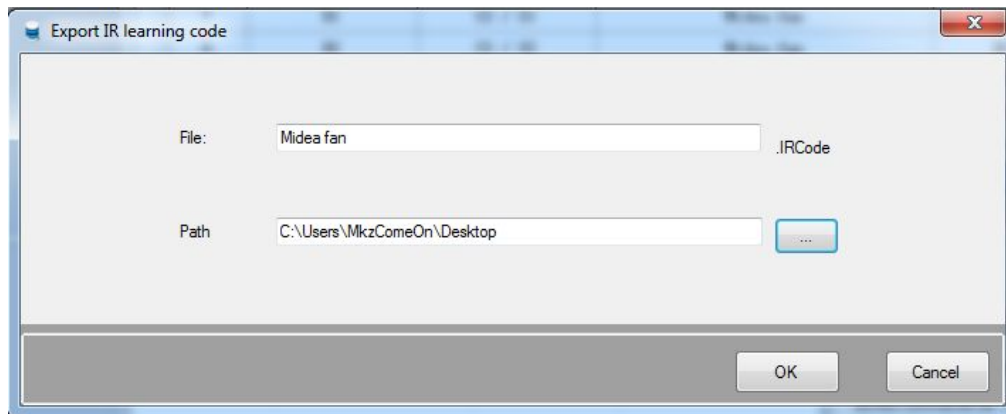 Export IR learning code
File:
Midea fan
.IRCode
Path
C:\Users\MkzComeOn\Desktop
...
OK
Cancel